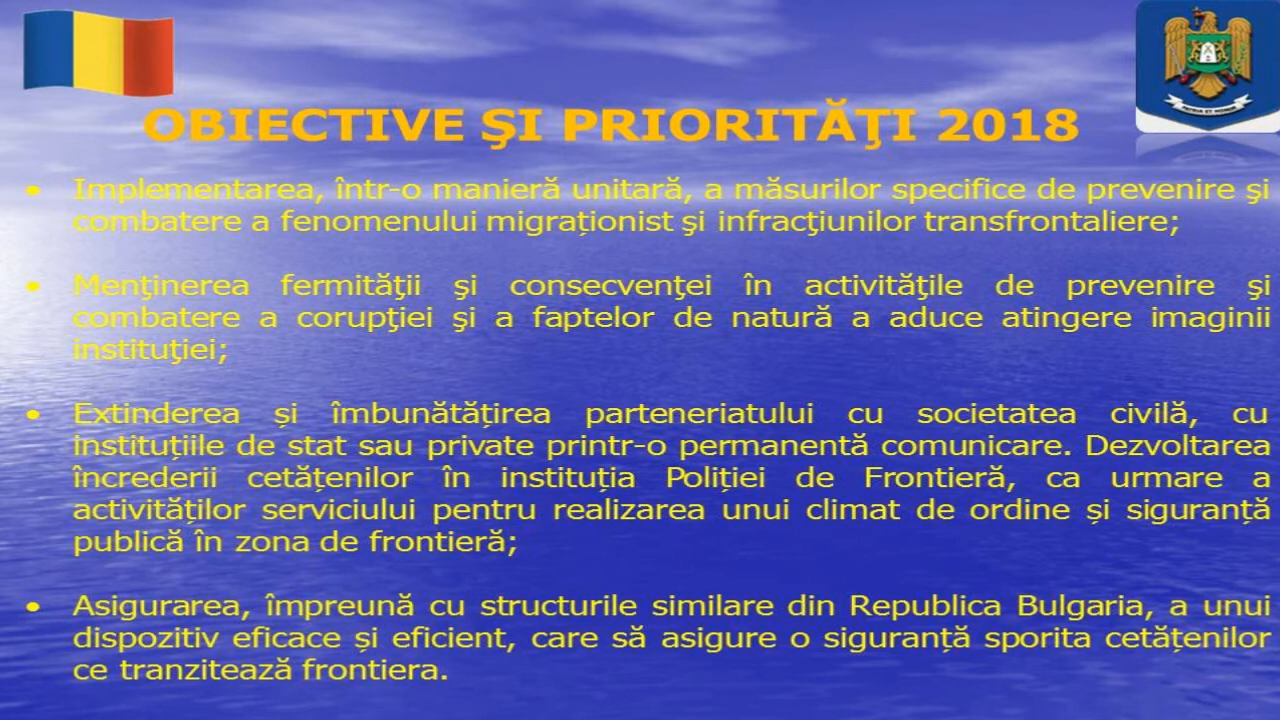 OBIECTIVE ŞI PRIORITĂŢI 2018
• Implementarea, într-o manieră unitară, a măsurilor specifice de prevenire şi
combatere a fenomenului migraționist şi infracţiunilor transfrontaliere;
• Menţinerea fermităţii şi consecvenţei în activităţile de prevenire şi
combatere a corupţiei şi a faptelor de natură a aduce atingere imaginii
instituţiei;
• Extinderea și îmbunătățirea parteneriatului cu societatea civilă, cu
instituțiile de stat sau private printr-o permanentă comunicare. Dezvoltarea
încrederii cetățenilor în instituția Poliției de Frontieră, ca urmare a
activităților serviciului pentru realizarea unui climat de ordine și siguranță
publică în zona de frontieră;
• Asigurarea, împreună cu structurile similare din Republica Bulgaria, a unui
dispozitiv eficace și eficient, care să asigure o siguranță sporita cetățenilor
ce tranzitează frontiera.